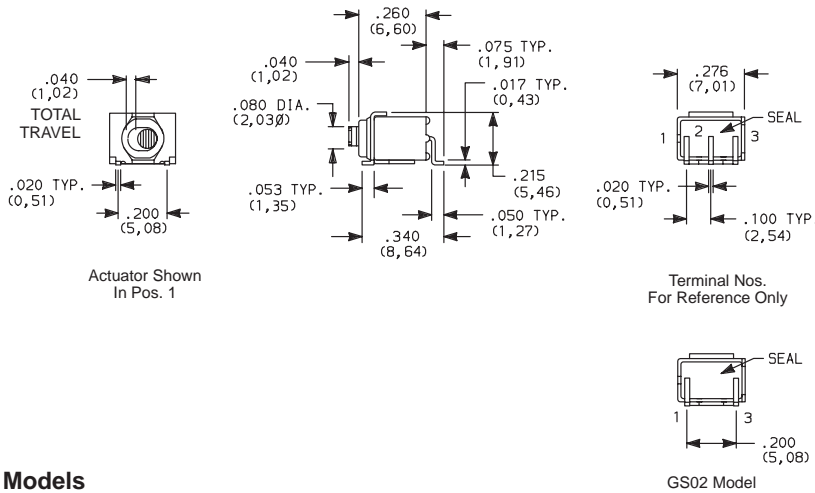 .040
(1,02)
TOTAL
TRAVEL
.020 TYP.
(0,51)
.200
(5,08)
Actuator Shown
In Pos. 1
.260
(6,60)
.040
(1,02)
.075 TYP.
(1,91)
.017 TYP.
(0,43)
.080 DIA.
(2,03Ø)
.053 TYP.
(1,35)
.215
(5,46)
.050 TYP.
(1,27)
.340
(8,64)
.276
(7,01)
SEAL
1 2 3
.020 TYP.
(0,51)
.100 TYP
(2,54)
Terminal Nos.
For Reference Only
SEAL
1 3
.200
(5,08)
GS02 Model
Models